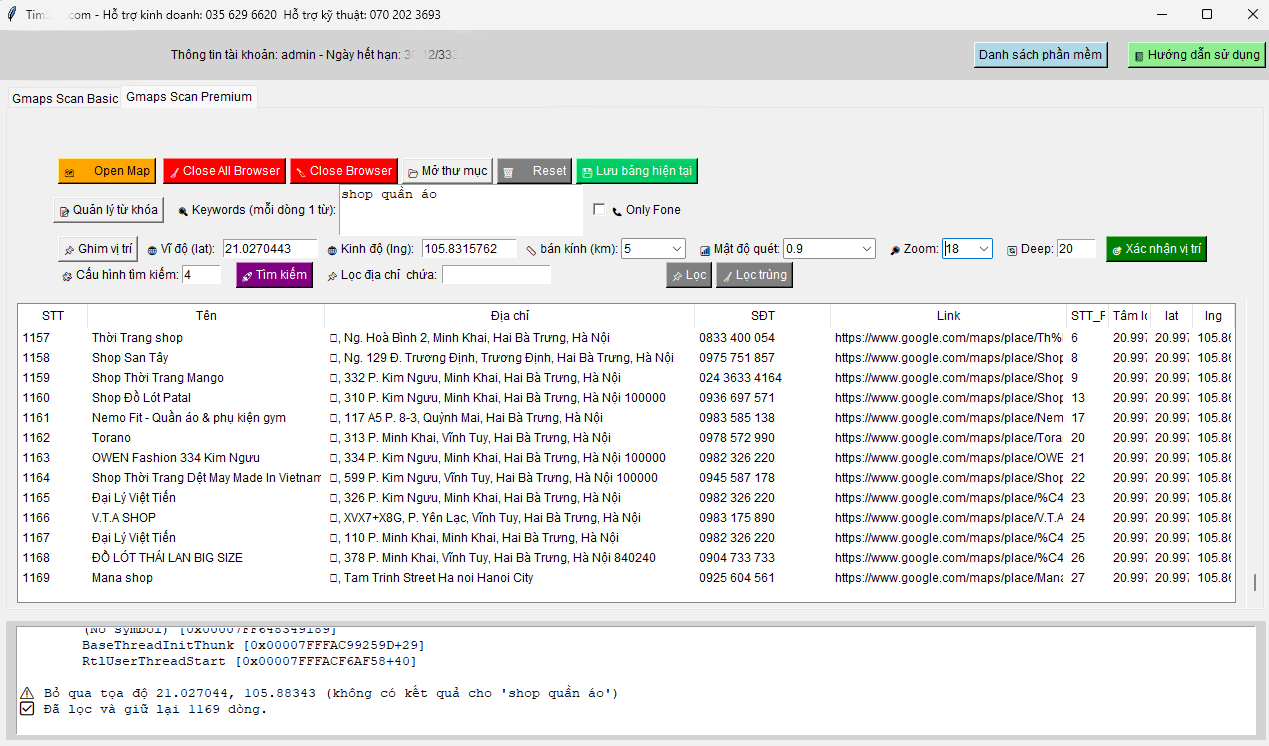 com - Hỗ trợ kinh doanh: 035 629 6620 Hỗ trợ kỹ thuật: 070 202 3693
Thông tin tài khoản: admin - Ngày hết hạn:
Danh sách phần mềm
Hướng dẫn sử dụng
Gmaps Scan Basic
Gmaps Scan Premium
Open Map
Close All Browser
Close Browser
Mở thư mục
Reset
Lưu bảng hiện tại
Quản lý từ khóa
Keywords (mỗi dòng 1 từ):
shop quần áo
Only Fone
Ghim vị trí
Vĩ độ (lat): 21.0270443
Kinh độ (lng): 105.8315762
bán kính (km): 5
Mật độ quét: 0.9
Zoom: 18
Deep: 20
Xác nhận vị trí
Cấu hình tìm kiếm: 4
Tìm kiếm
Lọc địa chỉ chứa:
Lọc
Lọc trùng
STT Tên Địa chỉ SĐT Link STT_F Tâm lc lat lng
1157 Thời Trang shop , Ng. Hoà Bình 2, Minh Khai, Hai Bà Trưng, Hà Nội 0833 400 054 https://www.google.com/maps/place/Th% 6 20.997 20.997 105.86
1158 Shop San Tây , Ng. 129 Đ. Trương Định, Trương Định, Hai Bà Trưng, Hà Nội 0975 751 857 https://www.google.com/maps/place/Shop 8 20.997 20.997 105.86
1159 Shop Thời Trang Mango , 332 P. Kim Ngưu, Minh Khai, Hai Bà Trưng, Hà Nội 024 3633 4164 https://www.google.com/maps/place/Shop 9 20.997 20.997 105.86
1160 Shop Đồ Lót Patal , 310 P. Kim Ngưu, Minh Khai, Hai Bà Trưng, Hà Nội 100000 0936 697 571 https://www.google.com/maps/place/Shop 13 20.997 20.997 105.86
1161 Nemo Fit - Quần áo & phụ kiện gym , 117 A5 P. 8-3, Quỳnh Mai, Hai Bà Trưng, Hà Nội 0983 585 138 https://www.google.com/maps/place/Nem 17 20.997 20.997 105.86
1162 Torano , 313 P. Minh Khai, Vĩnh Tuy, Hai Bà Trưng, Hà Nội 0978 572 990 https://www.google.com/maps/place/Tora 20 20.997 20.997 105.86
1163 OWEN Fashion 334 Kim Ngưu , 334 P. Kim Ngưu, Minh Khai, Hai Bà Trưng, Hà Nội 100000 0982 326 220 https://www.google.com/maps/place/OWE 21 20.997 20.997 105.86
1164 Shop Thời Trang Dệt May Made In Vietnam , 599 P. Kim Ngưu, Vĩnh Tuy, Hai Bà Trưng, Hà Nội 100000 0945 587 178 https://www.google.com/maps/place/Shop 22 20.997 20.997 105.86
1165 Đại Lý Việt Tiến , 326 P. Kim Ngưu, Minh Khai, Hai Bà Trưng, Hà Nội 0982 326 220 https://www.google.com/maps/place/%C4 23 20.997 20.997 105.86
1166 V.T.A SHOP , XVX7+X8G, P. Yên Lạc, Vĩnh Tuy, Hai Bà Trưng, Hà Nội 0983 175 890 https://www.google.com/maps/place/V.T.A 24 20.997 20.997 105.86
1167 Đại Lý Việt Tiến , 110 P. Minh Khai, Minh Khai, Hai Bà Trưng, Hà Nội 0982 326 220 https://www.google.com/maps/place/%C4 25 20.997 20.997 105.86
1168 ĐỒ LÓT THÁI LAN BIG SIZE , 378 P. Minh Khai, Vĩnh Tuy, Hai Bà Trưng, Hà Nội 840240 0904 733 733 https://www.google.com/maps/place/%C4 26 20.997 20.997 105.86
1169 Mana shop , Tam Trinh Street Ha noi Hanoi City 0925 604 561 https://www.google.com/maps/place/Mana 27 20.997 20.997 105.86
(No symbol) [0x00007FF648349189]
BaseThreadInitThunk [0x00007FFFAC99259D+29]
RtlUserThreadStart [0x00007FFFACF6AF58+40]
Bỏ qua tọa độ 21.027044, 105.88343 (không có kết quả cho 'shop quần áo')
Đã lọc và giữ lại 1169 dòng.